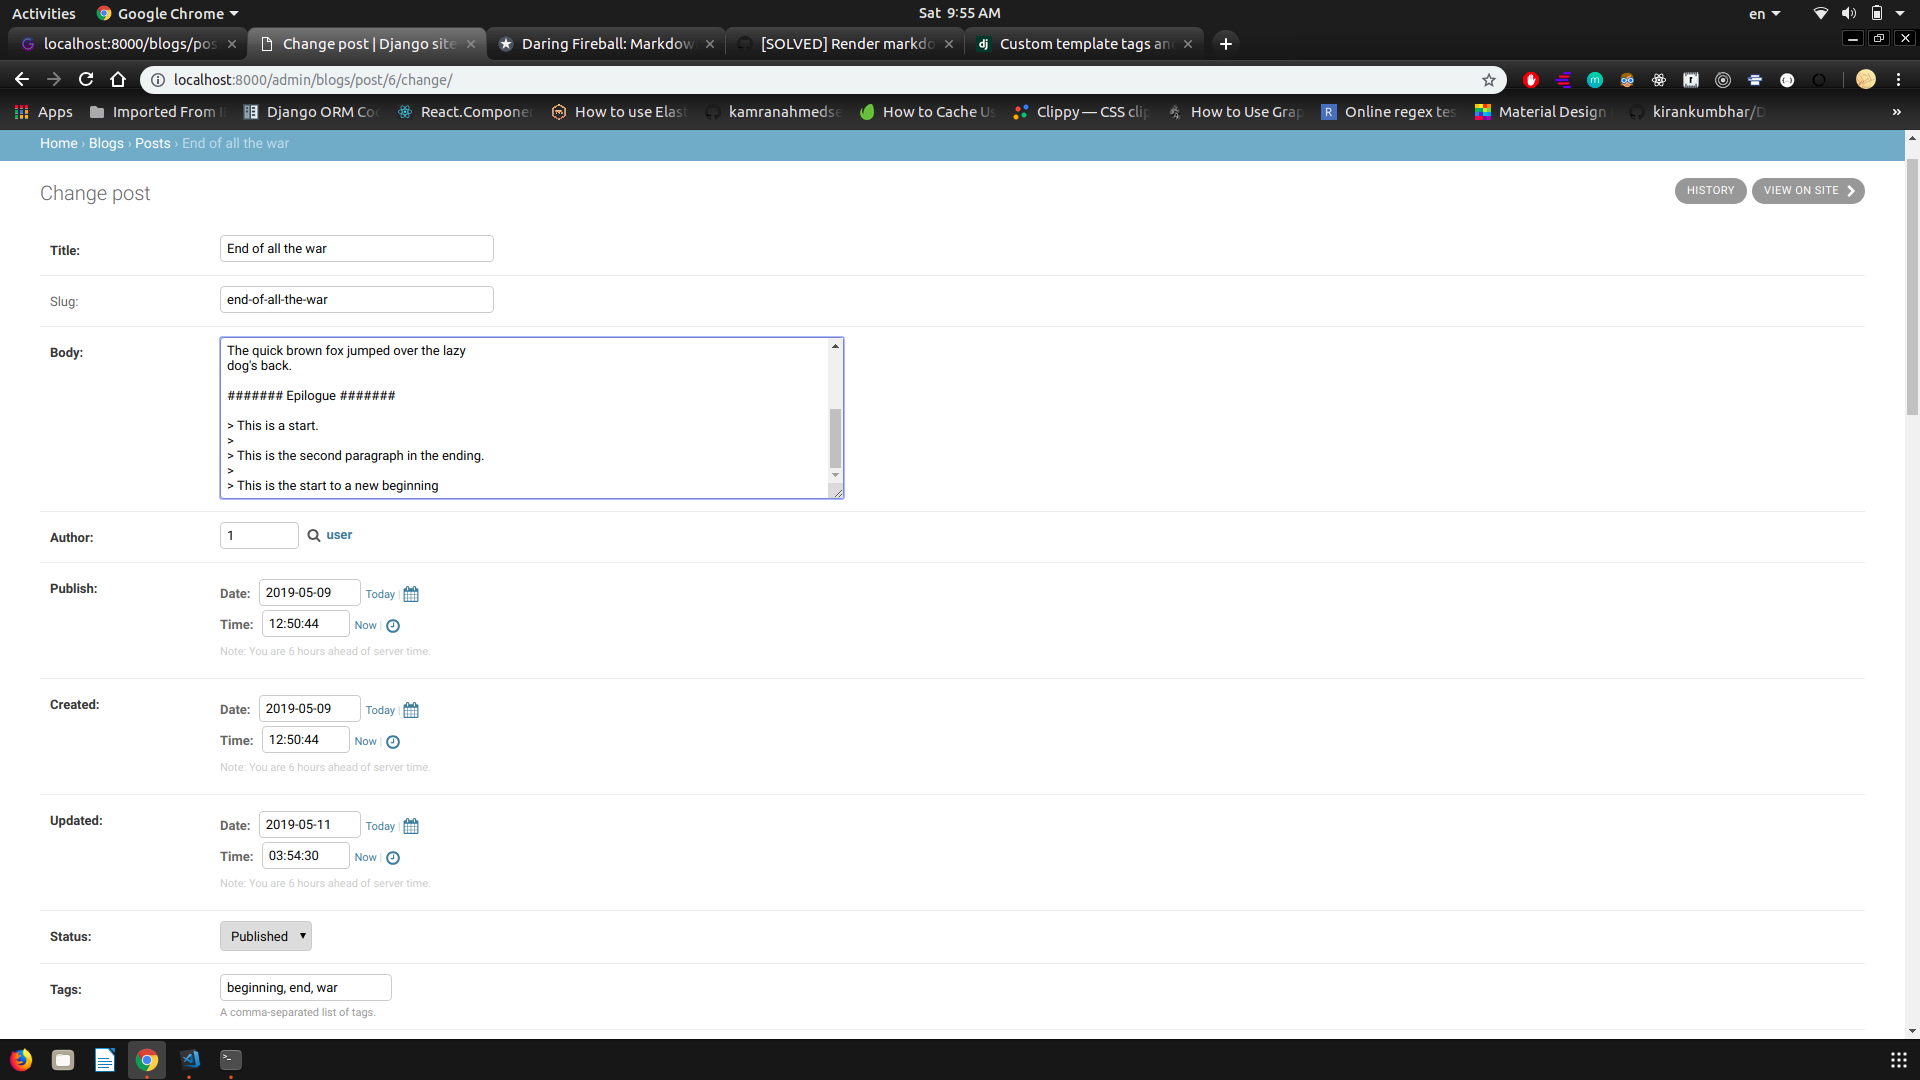 Activities Google Chrome Sat 9:55 AM en
localhost:8000/blogs/pos Change post | Django site Daring Fireball: Markdow [SOLVED] Render markdo Custom template tags an
localhost:8000/admin/blogs/post/6/change/
Apps Imported From I Django ORM Co React.Componen How to use Elast kamranahmedse How to Cache Us Clippy — CSS clip How to Use Grap R Online regex tes Material Design kirankumbhar/D »
Home › Blogs › Posts › End of all the war
Change post HISTORY VIEW ON SITE
Title: End of all the war
Slug: end-of-all-the-war
Body: The quick brown fox jumped over the lazy
dog's back.
####### Epilogue #######
> This is a start.
>
> This is the second paragraph in the ending.
>
> This is the start to a new beginning
Author: 1 user
Publish: Date: 2019-05-09 Today |
Time: 12:50:44 Now |
Note: You are 6 hours ahead of server time.
Created: Date: 2019-05-09 Today |
Time: 12:50:44 Now |
Note: You are 6 hours ahead of server time.
Updated: Date: 2019-05-11 Today |
Time: 03:54:30 Now |
Note: You are 6 hours ahead of server time.
Status: Published
Tags: beginning, end, war
A comma-separated list of tags.